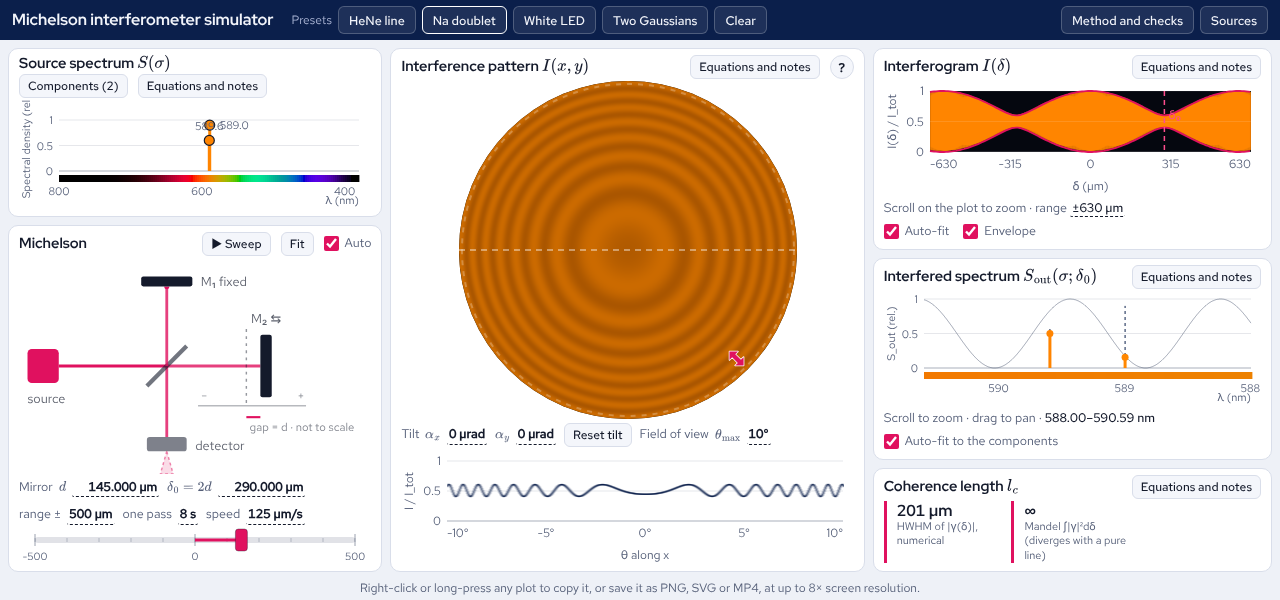 Michelson interferometer simulator
Presets
HeNe line
Na doublet
White LED
Two Gaussians
Clear
Method and checks
Sources
Source spectrum S(σ)
Components (2)
Equations and notes
Spectral density (rel
1
0.5
0
589.0
800
600
400
λ (nm)
Michelson
▶ Sweep
Fit
Auto
M₁ fixed
M₂ ⇆
source
-
+
gap = d · not to scale
detector
Mirror d 145.000 µm δ₀ = 2d 290.000 µm
range ± 500 µm one pass 8 s speed 125 µm/s
-500
0
500
Interference pattern I(x, y)
Equations and notes
?
Tilt αₓ 0 µrad α_y 0 µrad Reset tilt Field of view θ_max 10°
I / I_tot
1
0.5
0
-10°
-5°
0°
5°
10°
θ along x
Interferogram I(δ)
Equations and notes
I(δ) / I_tot
1
0.5
0
δ₀
-630
-315
0
315
630
δ (µm)
Scroll on the plot to zoom · range ±630 µm
Auto-fit
Envelope
Interfered spectrum S_out(σ; δ₀)
Equations and notes
S_out (rel.)
1
0.5
0
590
589
588
λ (nm)
Scroll to zoom · drag to pan · 588.00–590.59 nm
Auto-fit to the components
Coherence length l_c
Equations and notes
201 µm
HWHM of |γ(δ)|,
numerical
∞
Mandel ∫|γ|²dδ
(diverges with a pure
line)
Right-click or long-press any plot to copy it, or save it as PNG, SVG or MP4, at up to 8× screen resolution.